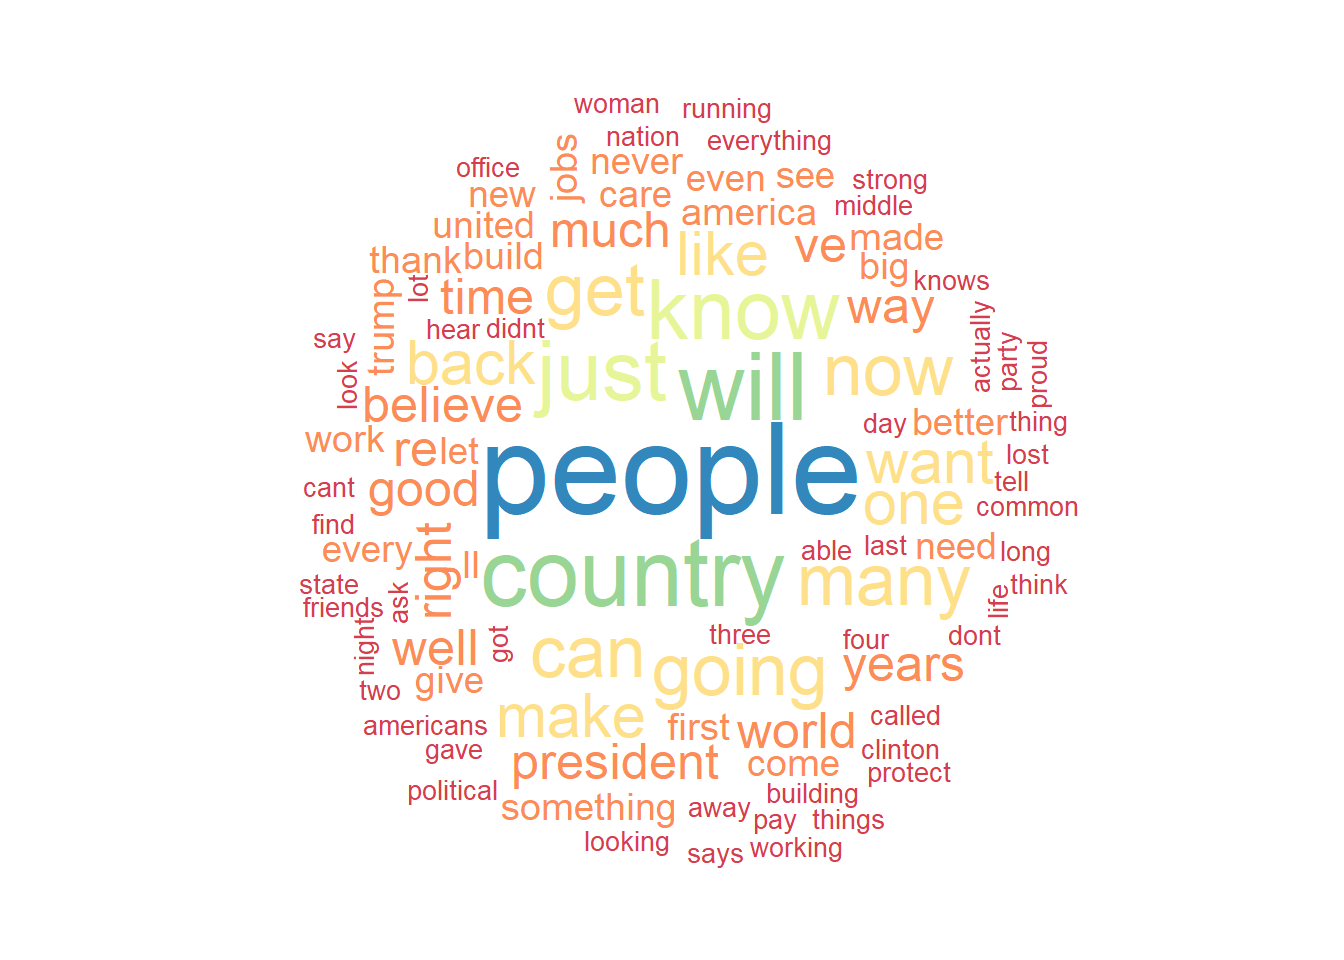 woman
running
nation
everything
office
jobs
never
even
see
strong
new
care
america
middle
united
much
like
ve
made
thank
build
big
knows
lot
time
get
know
way
trump
hear
didnt
say
look
back
just
will
now
actually
party
proud
believe
day
better
thing
work
re
let
people
want
lost
tell
cant
good
one
common
find
every
right
ll
country
able
last
need
long
many
state
friends
ask
life
think
night
well
got
can
three
going
four
years
dont
two
give
make
first
world
called
americans
gave
president
come
clinton
protect
political
something
away
building
pay
things
looking
says
working